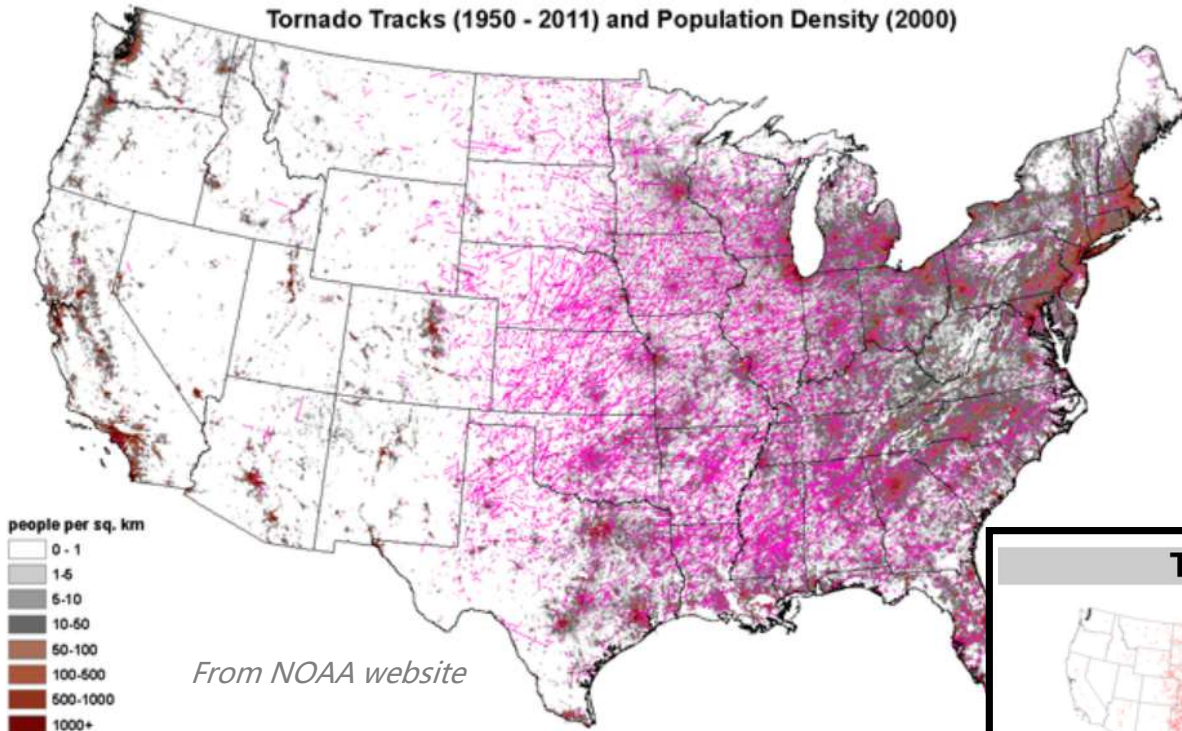 Tornado Tracks (1950 - 2011) and Population Density (2000)
people per sq. km
0 - 1
1-5
5-10
10-50
50-100
100-500
500-1000
1000+
From NOAA website
T